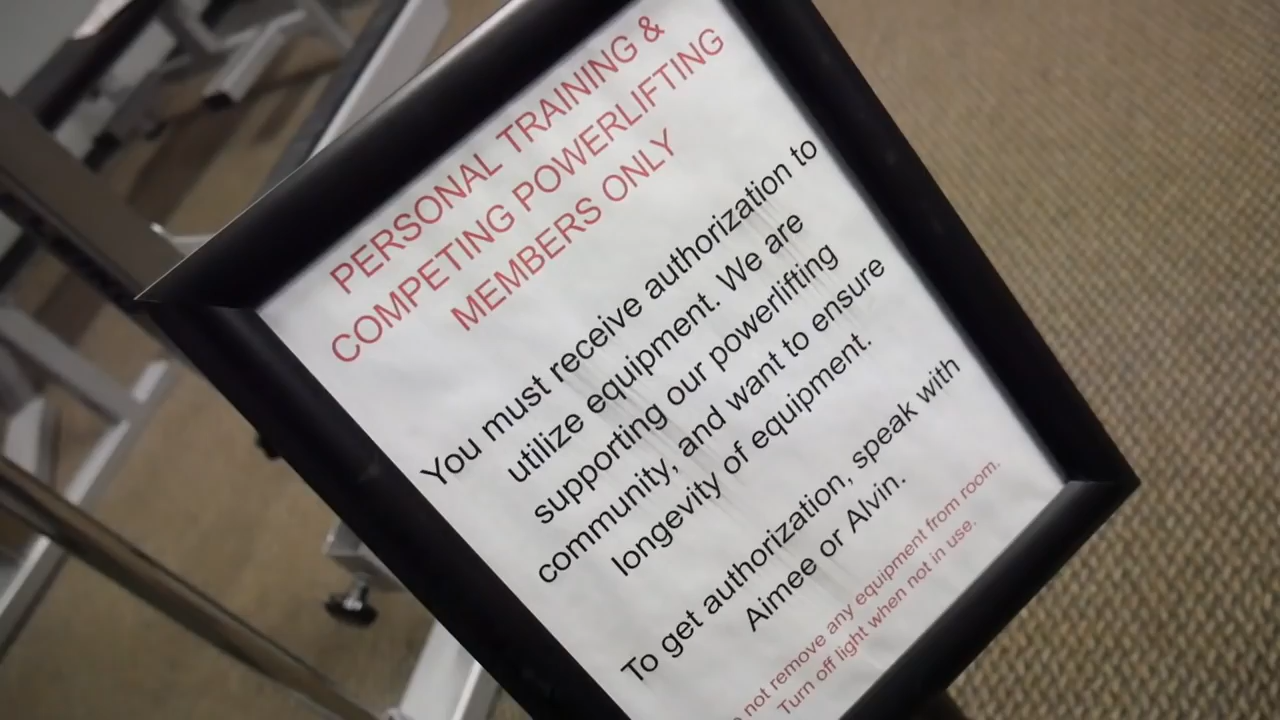 PERSONAL TRAINING &
COMPETING POWERLIFTING
MEMBERS ONLY
You must receive authorization to
utilize equipment. We are
supporting our powerlifting
community, and want to ensure
longevity of equipment.
To get authorization, speak with
Aimee or Alvin.
not remove any equipment from room.
Turn off light when not in use.